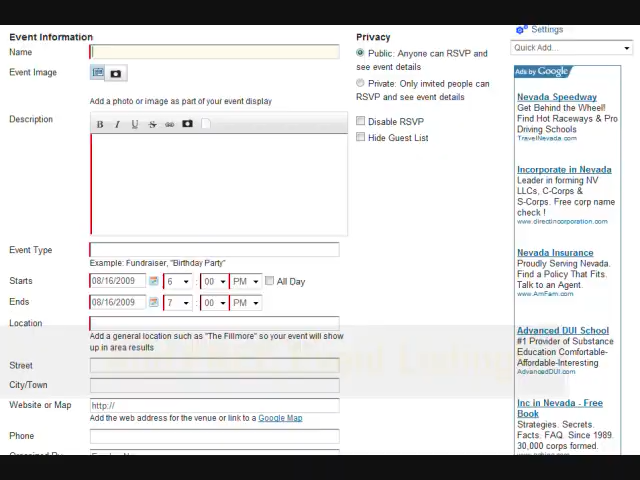 Event Information
Name
Event Image
Add a photo or image as part of your event display
Description
B I U S
Event Type
Example: Fundraiser, "Birthday Party"
Starts 08/16/2009 6 : 00 PM All Day
Ends 08/16/2009 7 : 00 PM
Location
Add a general location such as "The Fillmore" so your event will show
up in area results
Street
City/Town
Website or Map http://
Add the web address for the venue or link to a Google Map
Phone
Privacy
Public: Anyone can RSVP and
see event details
Private: Only invited people can
RSVP and see event details
Disable RSVP
Hide Guest List
Settings
Quick Add...
Ads by Google
Nevada Speedway
Get Behind the Wheel!
Find Hot Raceways & Pro
Driving Schools
TravelNevada.com
Incorporate in Nevada
Leader in forming NV
LLCs, C-Corps &
S-Corps. Free corp name
check !
www.directincorporation.com
Nevada Insurance
Proudly Serving Nevada.
Find a Policy That Fits.
Talk to an Agent.
www.AmFam.com
Advanced DUI School
#1 Provider of Substance
Education Comfortable-
Affordable-Interesting
AdvancedDUI.com
Inc in Nevada - Free
Book
Strategies. Secrets.
Facts. FAQ. Since 1989.
30,000 corps formed.